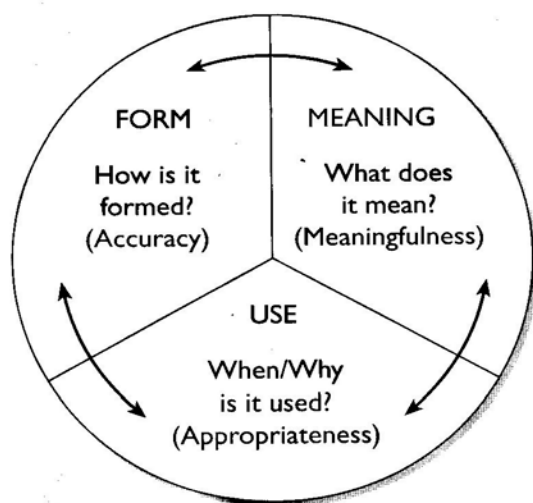 FORM
How is it
formed?
(Accuracy)
MEANING
What does
it mean?
(Meaningfulness)
USE
When/Why
is it used?
(Appropriateness)